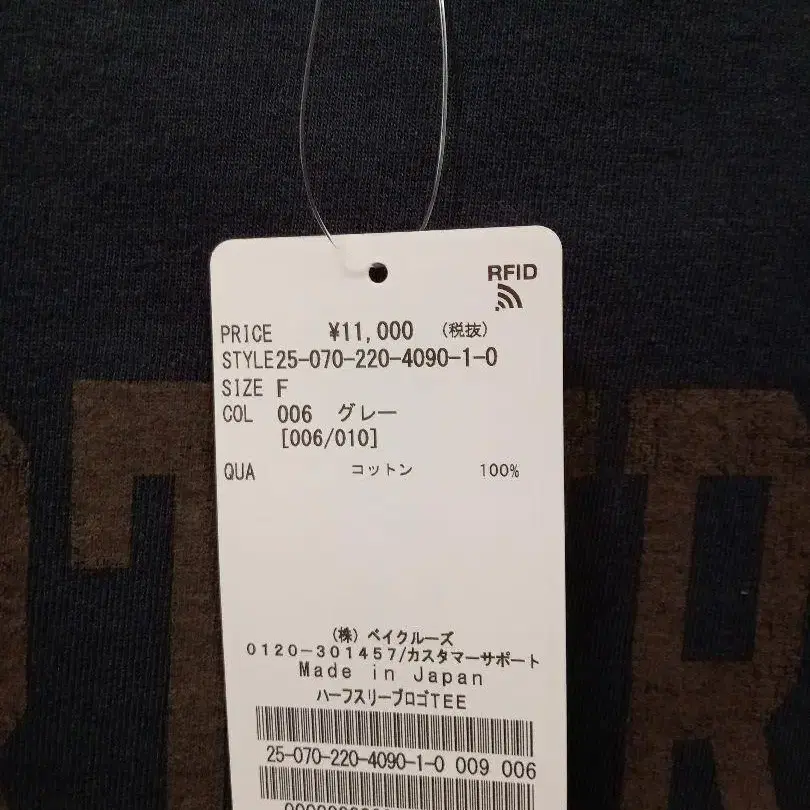 RFID
PRICE ¥11,000 (税抜)
STYLE25-070-220-4090-1-0
SIZE F
COL 006 グレー
[006/010]
QUA コットン 100%
(株) ベイクルーズ
0120-301457/カスタマーサポート
Made in Japan
ハーフスリーブロゴTEE
25-070-220-4090-1-0 009 006